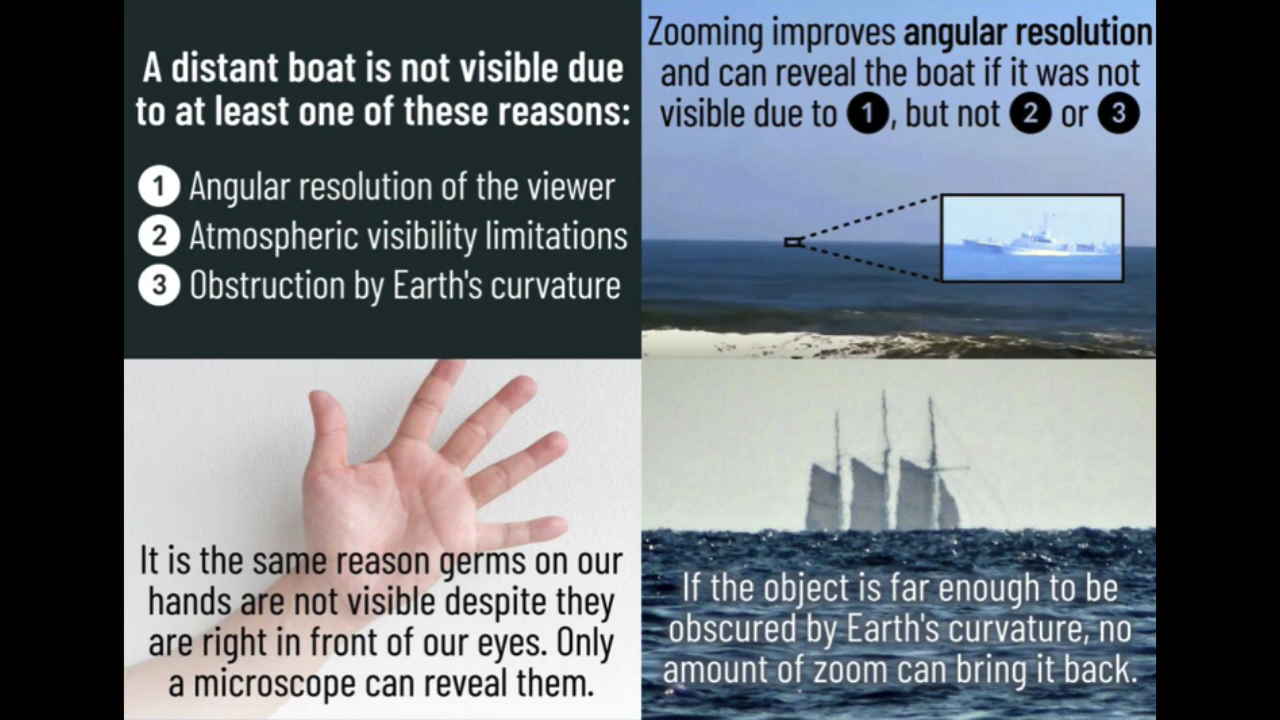 A distant boat is not visible due
to at least one of these reasons:
1 Angular resolution of the viewer
2 Atmospheric visibility limitations
3 Obstruction by Earth's curvature
Zooming improves angular resolution
and can reveal the boat if it was not
visible due to 1, but not 2 or 3
It is the same reason germs on our
hands are not visible despite they
are right in front of our eyes. Only
a microscope can reveal them.
If the object is far enough to be
obscured by Earth's curvature, no
amount of zoom can bring it back.